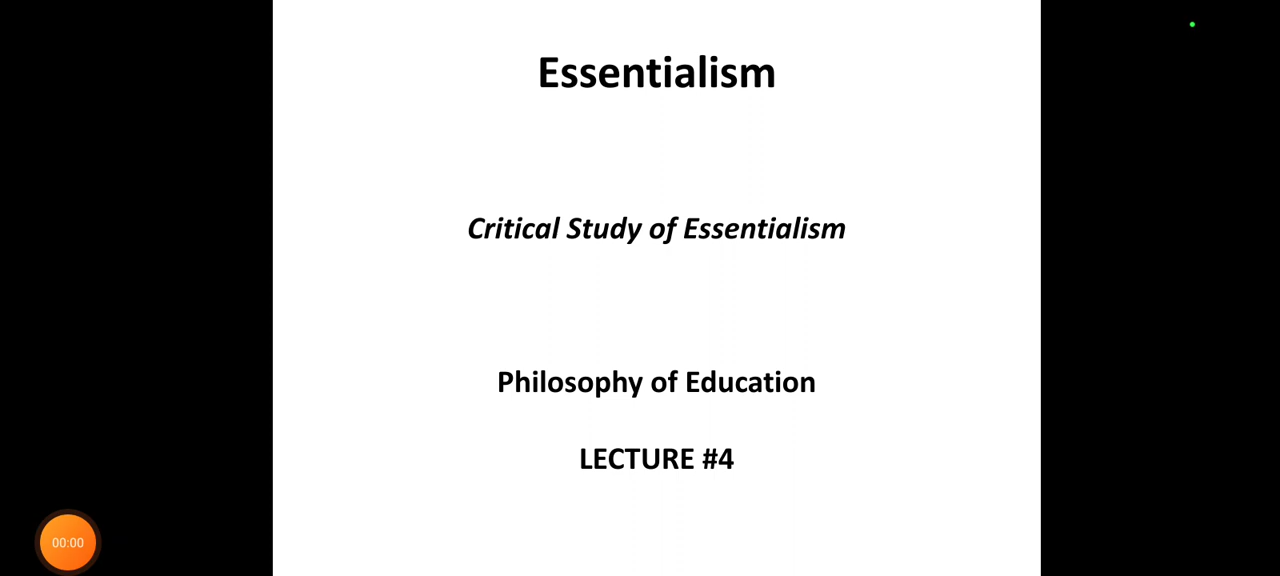 Essentialism
Critical Study of Essentialism
Philosophy of Education
LECTURE #4
00:00